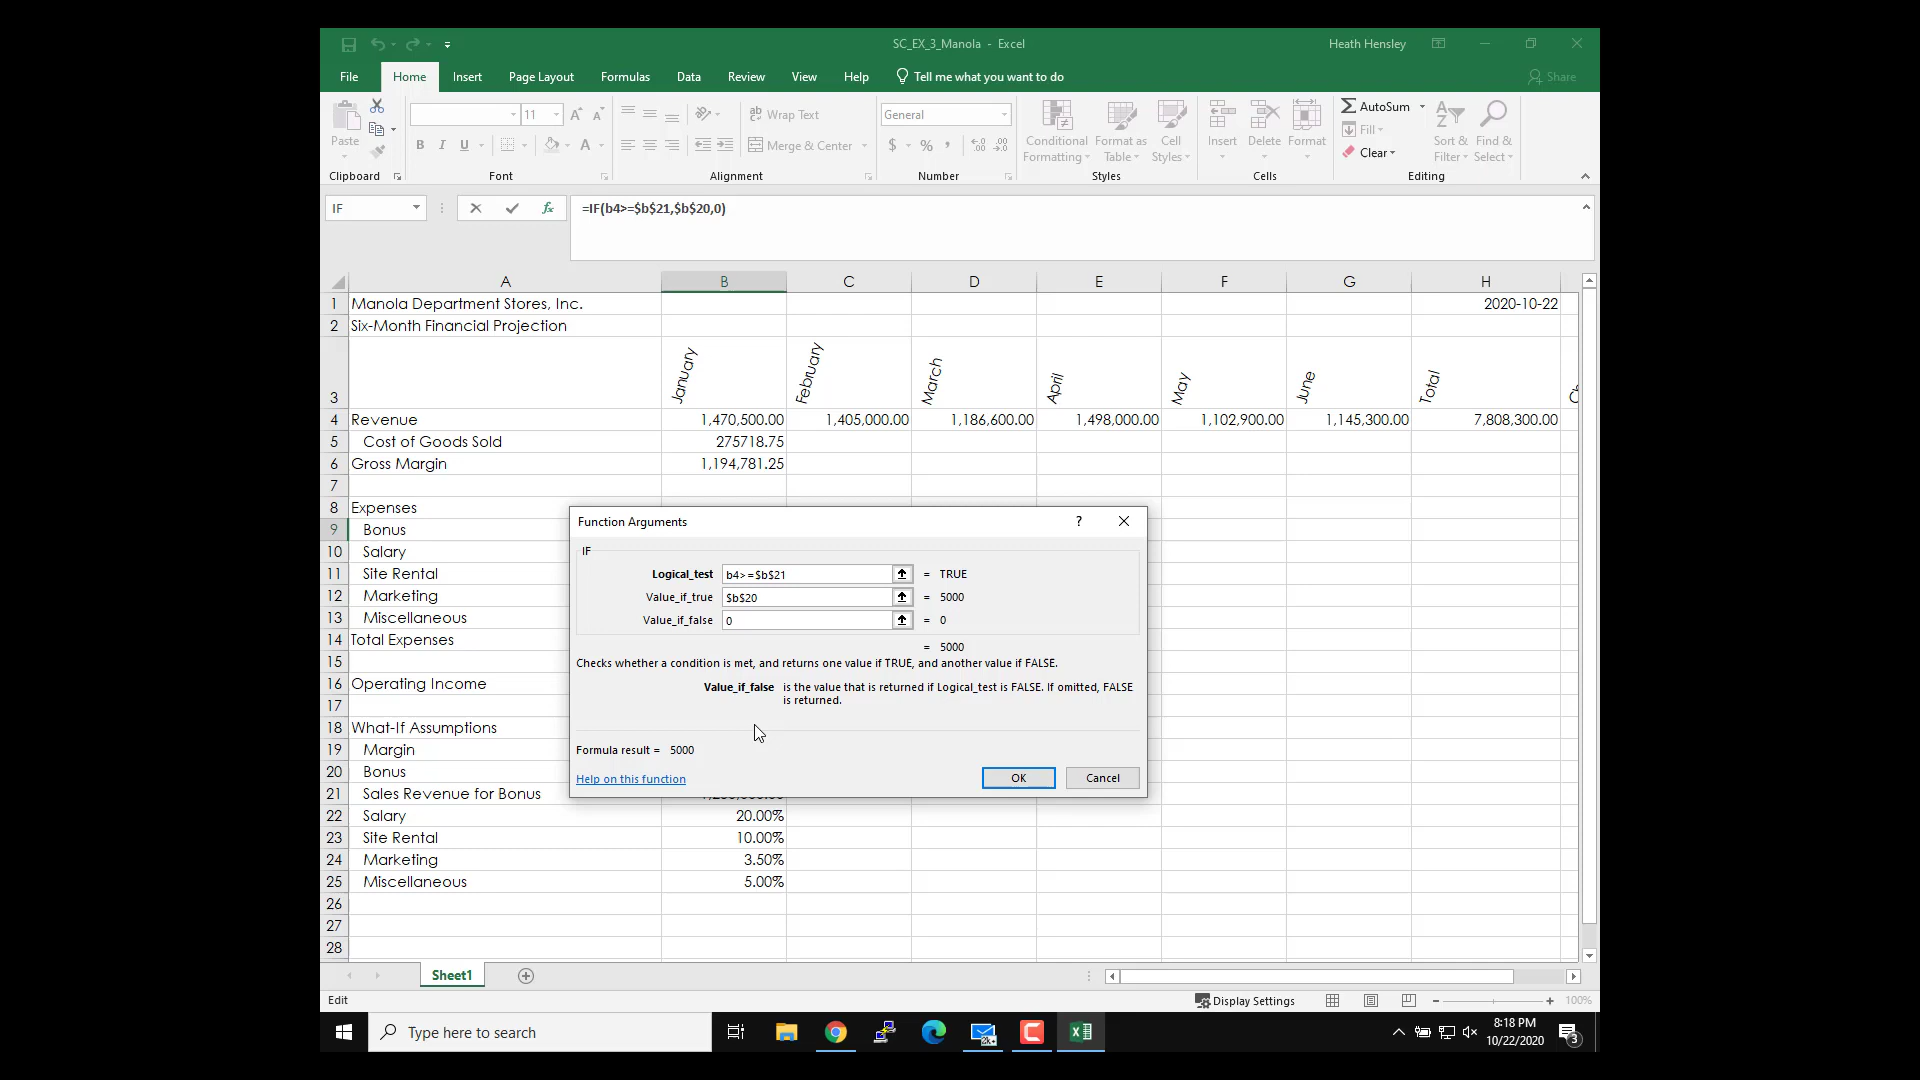 SC_EX_3_Manola - Excel
Heath Hensley
File Home Insert Page Layout Formulas Data Review View Help Tell me what you want to do Share
Paste
11
ab Wrap Text
General
Conditional Formatting
Format as Table
Cell Styles
Insert
Delete
Format
AutoSum
Fill
Clear
Sort & Filter
Find & Select
B I U A
Merge & Center
$ % ,
Clipboard Font Alignment Number Styles Cells Editing
IF fx =IF(b4>=$b$21,$b$20,0)
A B C D E F G H
1 Manola Department Stores, Inc. 2020-10-22
2 Six-Month Financial Projection
3 January February March April May June Total
4 Revenue 1,470,500.00 1,405,000.00 1,186,600.00 1,498,000.00 1,102,900.00 1,145,300.00 7,808,300.00
5 Cost of Goods Sold 275718.75
6 Gross Margin 1,194,781.25
7
8 Expenses
9 Bonus
10 Salary
11 Site Rental
12 Marketing
13 Miscellaneous
14 Total Expenses
15
16 Operating Income
17
18 What-If Assumptions
19 Margin
20 Bonus
21 Sales Revenue for Bonus
22 Salary 20.00%
23 Site Rental 10.00%
24 Marketing 3.50%
25 Miscellaneous 5.00%
26
27
28
Function Arguments ?
IF
Logical_test b4>=$b$21 = TRUE
Value_if_true $b$20 = 5000
Value_if_false 0 = 0
= 5000
Checks whether a condition is met, and returns one value if TRUE, and another value if FALSE.
Value_if_false is the value that is returned if Logical_test is FALSE. If omitted, FALSE
is returned.
Formula result = 5000
Help on this function
OK Cancel
Sheet1
Edit
Display Settings
100%
Type here to search
8:18 PM
10/22/2020
3